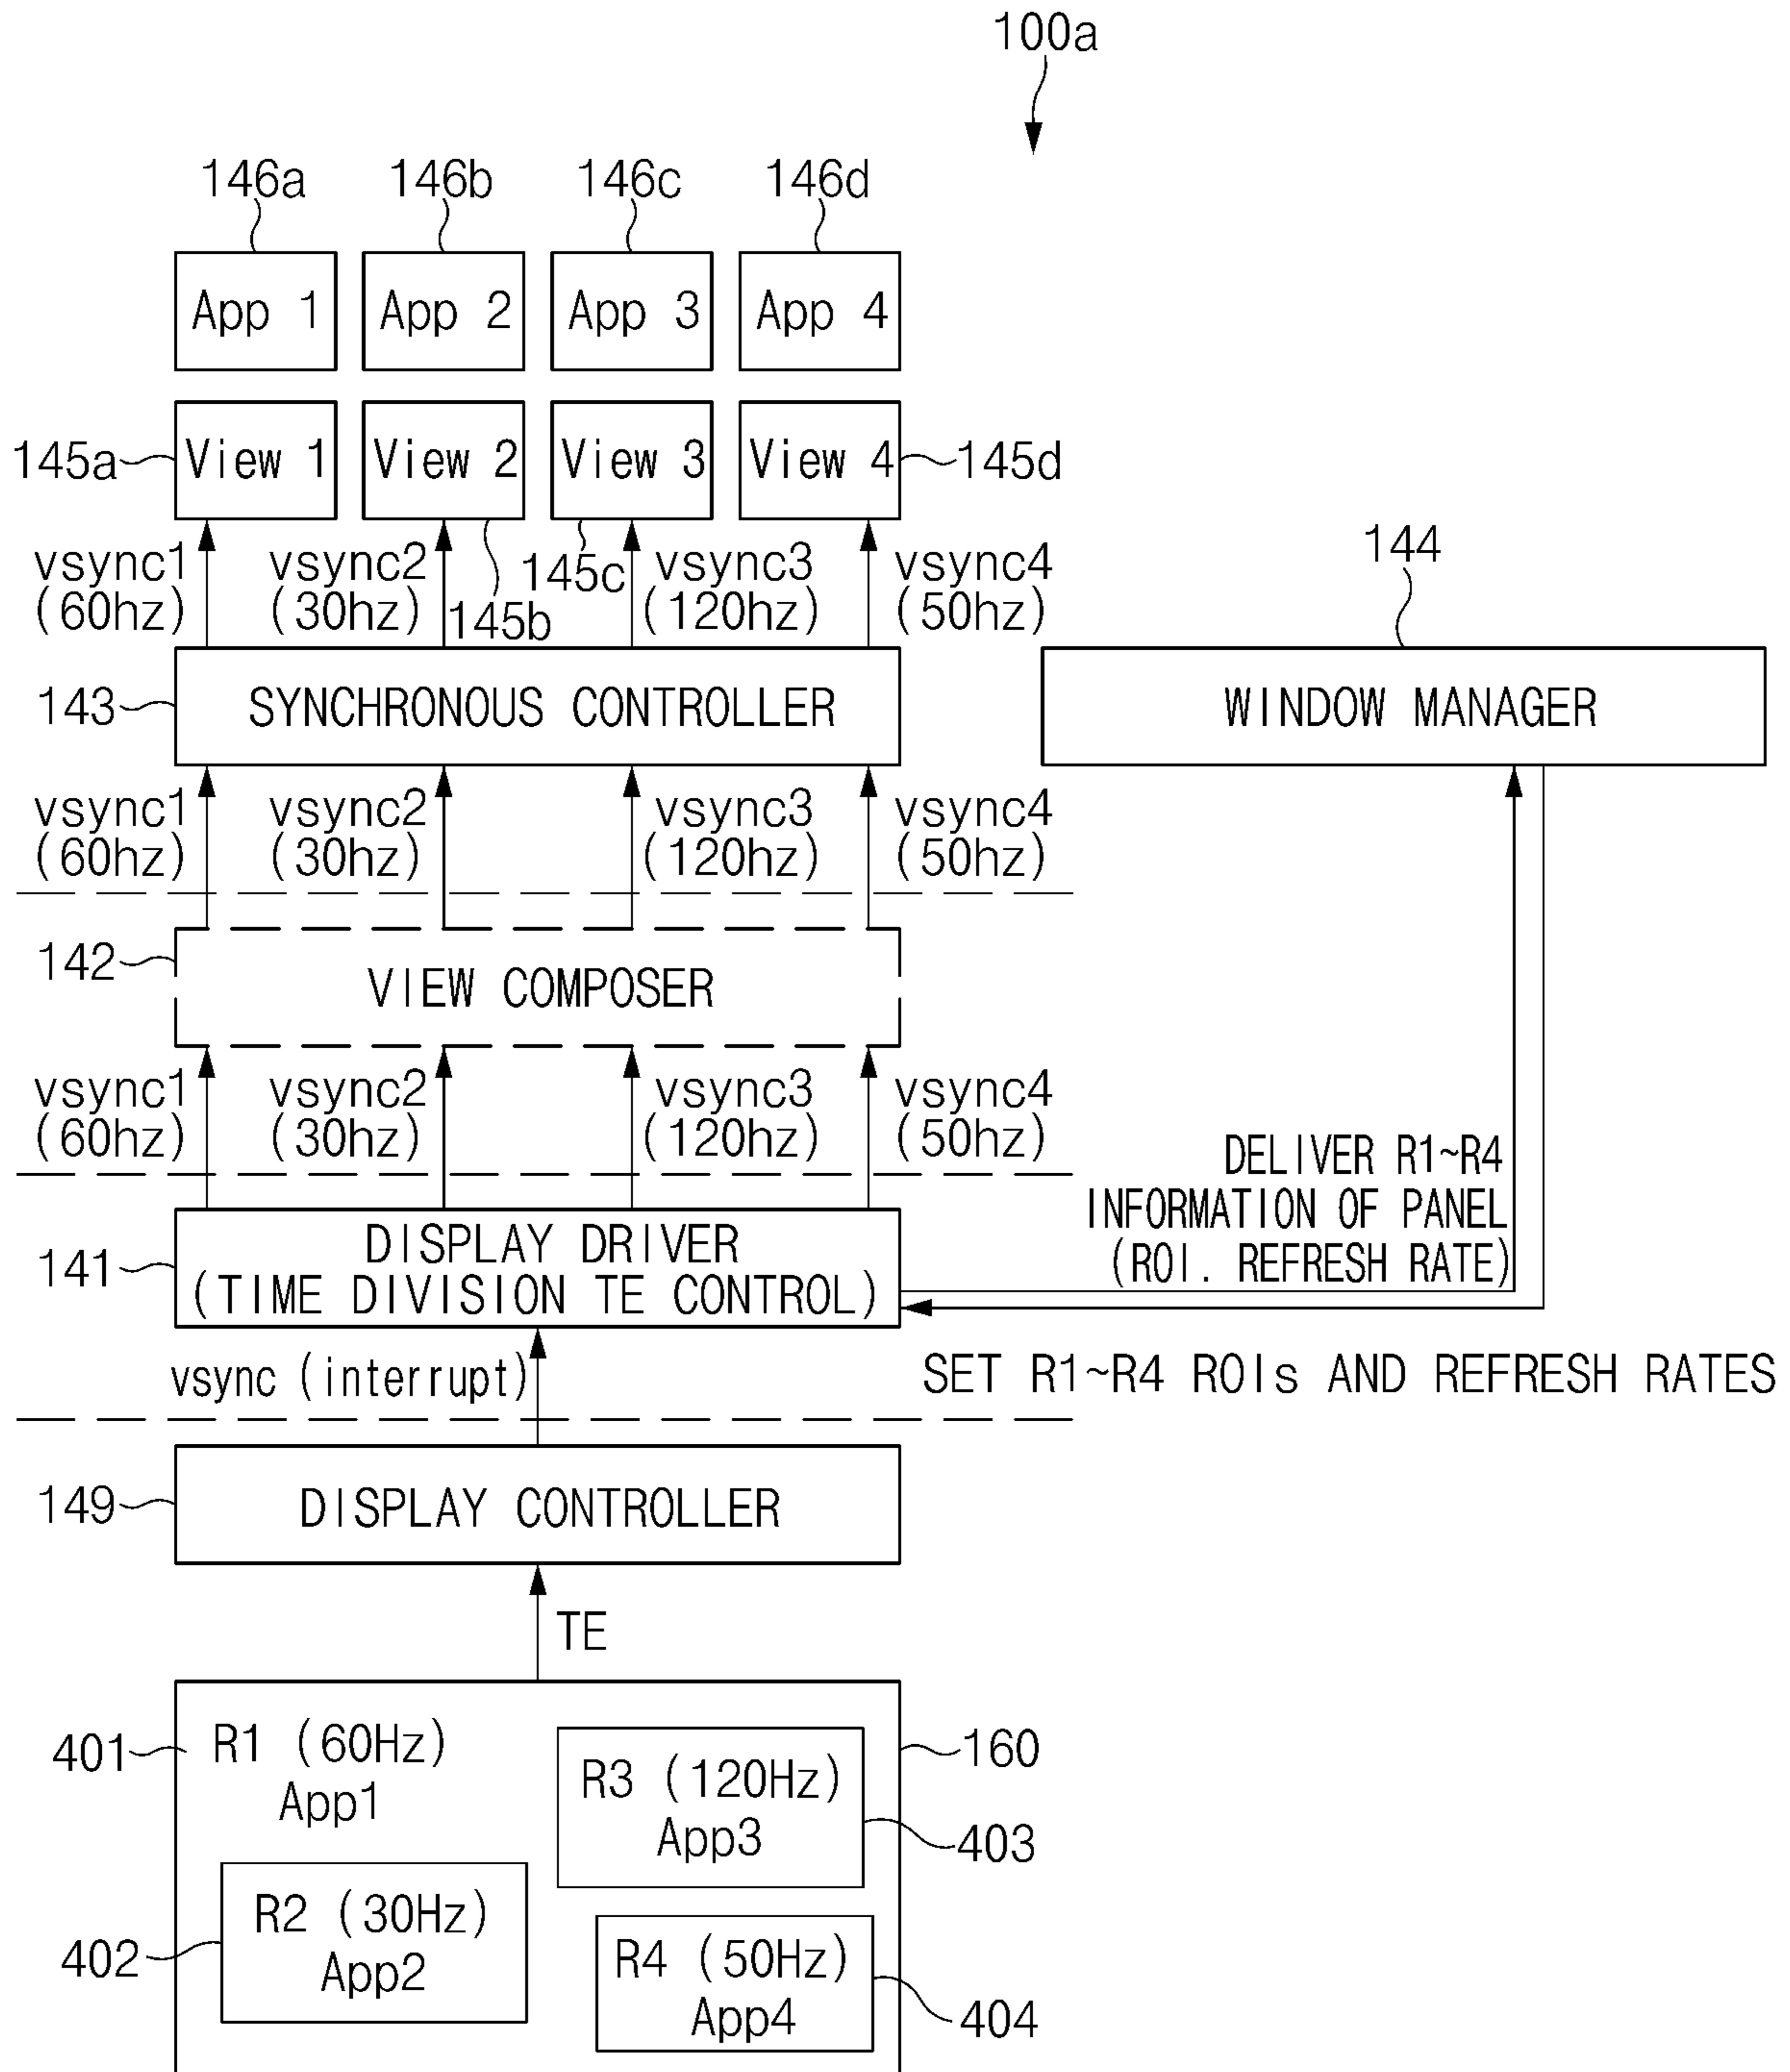 100a
146a 146b 146c 146d
App 1 App 2 App 3 App 4
145a View 1 View 2 View 3 View 4 145d
vsync1 vsync2 145c vsync3 vsync4 144
(60hz) (30hz) 145b (120hz) (50hz)
143 SYNCHRONOUS CONTROLLER WINDOW MANAGER
vsync1 vsync2 vsync3 vsync4
(60hz) (30hz) (120hz) (50hz)
142 VIEW COMPOSER
vsync1 vsync2 vsync3 vsync4
(60hz) (30hz) (120hz) (50hz)
DELIVER R1~R4
INFORMATION OF PANEL
(ROI. REFRESH RATE)
141 DISPLAY DRIVER
(TIME DIVISION TE CONTROL)
vsync (interrupt) SET R1~R4 ROIs AND REFRESH RATES
149 DISPLAY CONTROLLER
TE
401 R1 (60Hz) 160
App1
R3 (120Hz)
App3 403
R2 (30Hz)
402 App2
R4 (50Hz)
App4 404